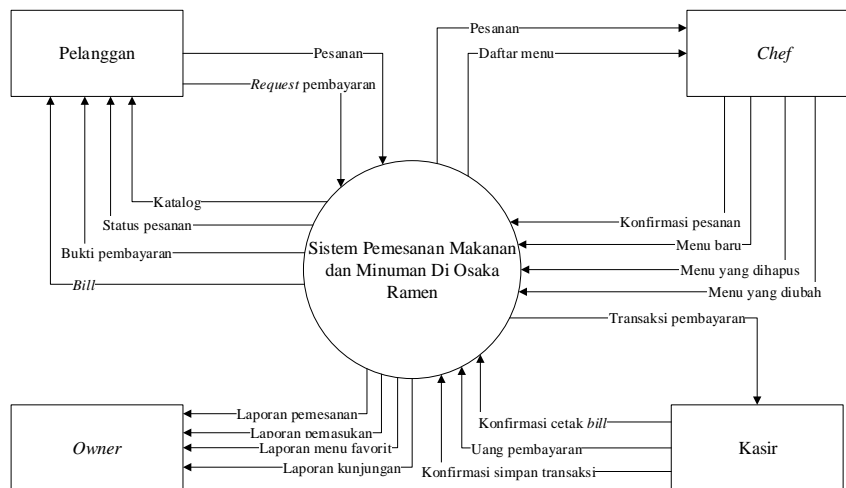 Pelanggan
Pesanan
Request pembayaran
Katalog
Status pesanan
Bukti pembayaran
Bill
Pesanan
Daftar menu
Chef
Konfirmasi pesanan
Menu baru
Menu yang dihapus
Menu yang diubah
Sistem Pemesanan Makanan
dan Minuman Di Osaka
Ramen
Transaksi pembayaran
Owner
Laporan pemesanan
Laporan pemasukan
Laporan menu favorit
Laporan kunjungan
Konfirmasi cetak bill
Uang pembayaran
Konfirmasi simpan transaksi
Kasir